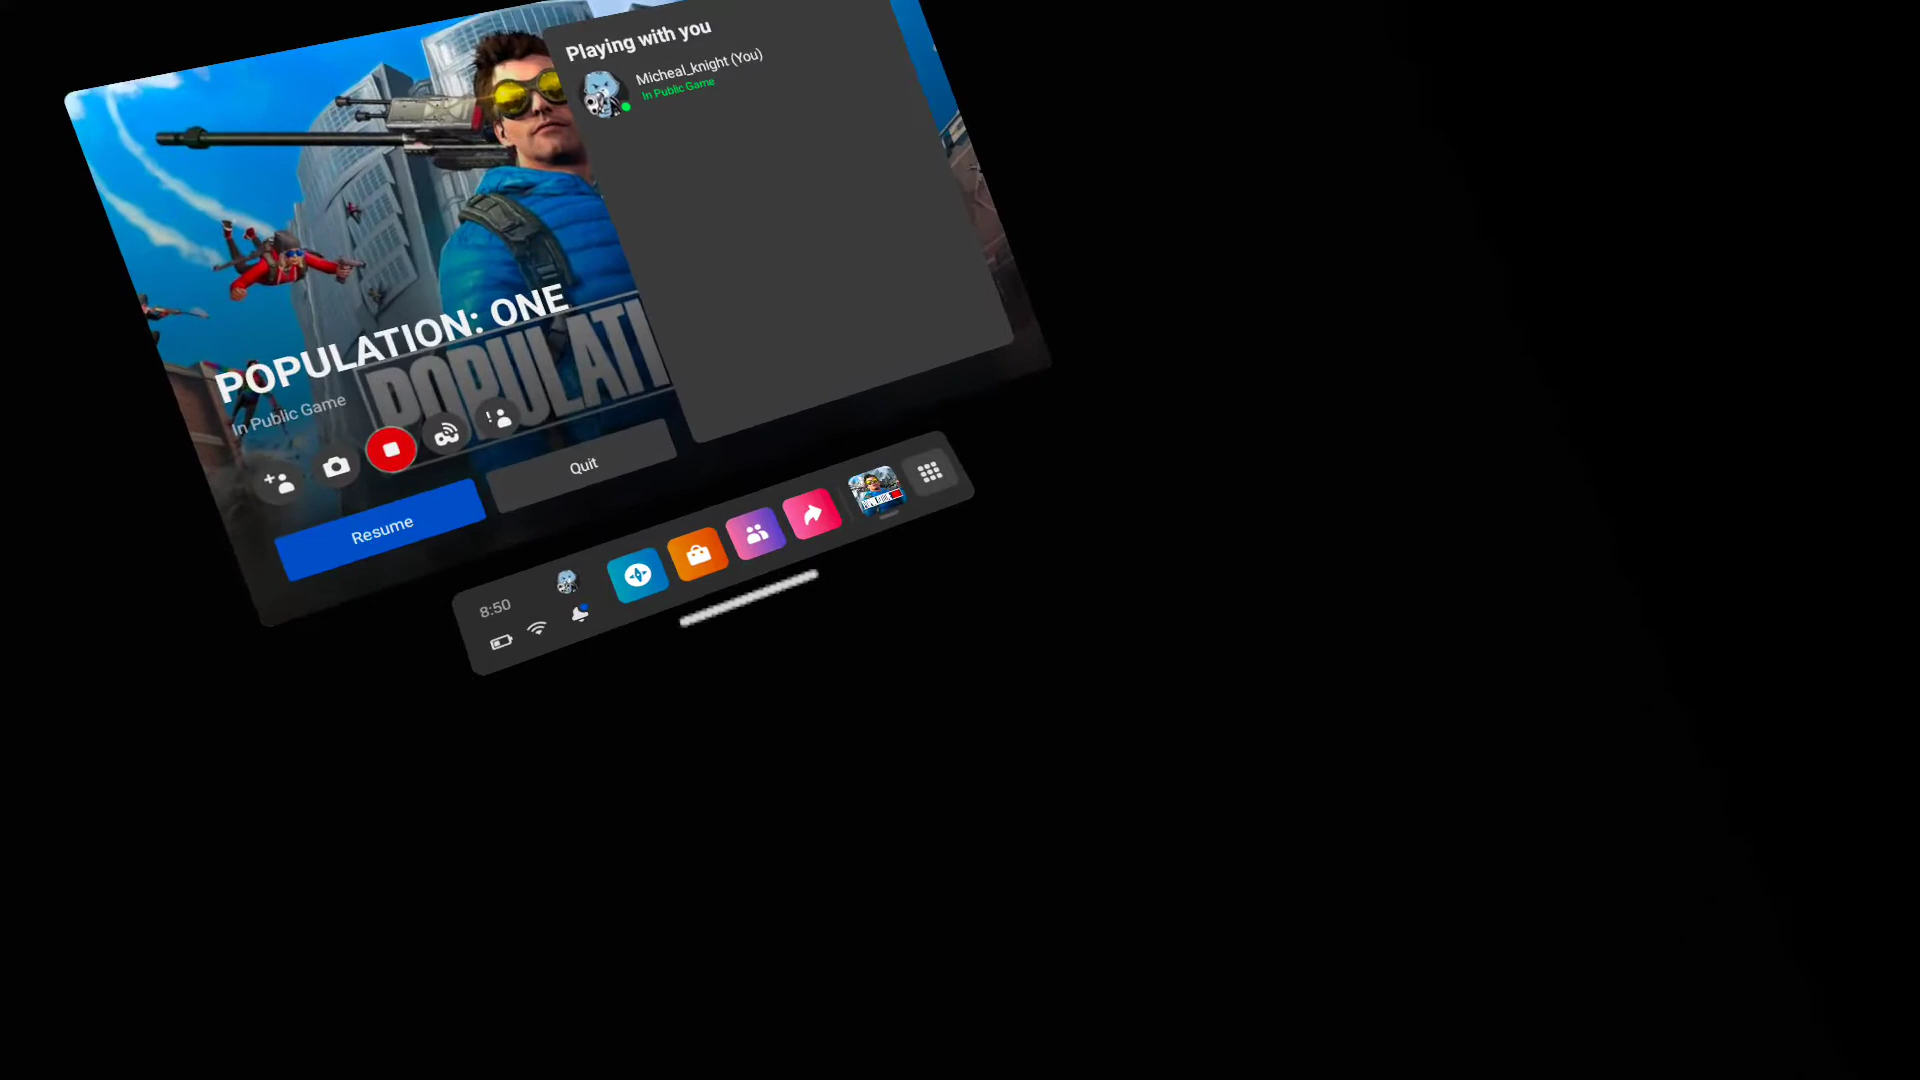 Playing with you
Micheal_knight (You)
In Public Game
POPULATION: ONE
POPULATI
In Public Game
Quit
Resume
8:50